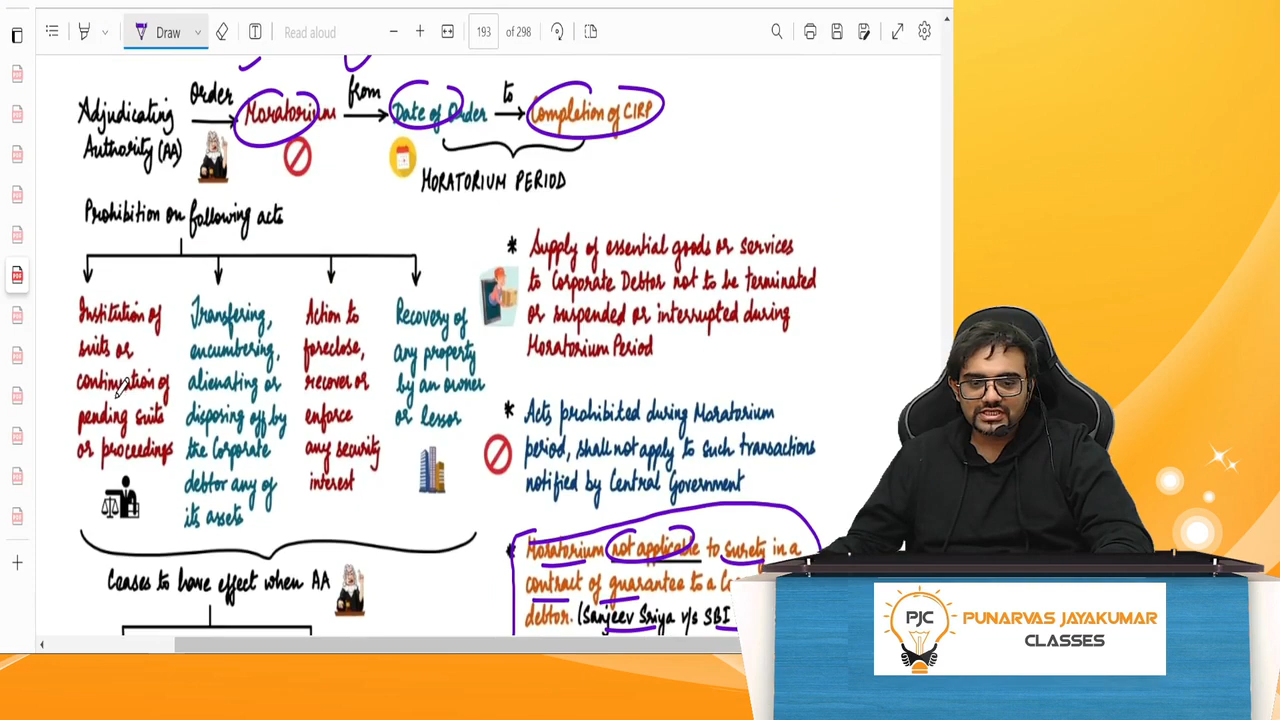 Draw
Read aloud
193
of 298
Adjudicating
Authority (AA)
Order
Moratorium
from
Date of Order
to
Completion of CIRP
MORATORIUM PERIOD
Prohibition on following acts
Institution of
suits or
continuation of
pending suits
or proceedings
Transfering,
encumbering,
alienating or
disposing off by
the Corporate
debtor any of
its assets
Action to
foreclose,
recover or
enforce
any security
interest
Recovery of
any property
by an owner
or lessor
Ceases to have effect when AA
* Supply of essential goods or services
to Corporate Debtor not to be terminated
or suspended or interrupted during
Moratorium Period
* Acts prohibited during Moratorium
period, shall not apply to such transactions
notified by Central Government
* Moratorium not applicable to surety in a
contract of guarantee to a
debtor. (Sanjeev Sriya v/s SBI
PJC
PUNARVAS JAYAKUMAR
CLASSES